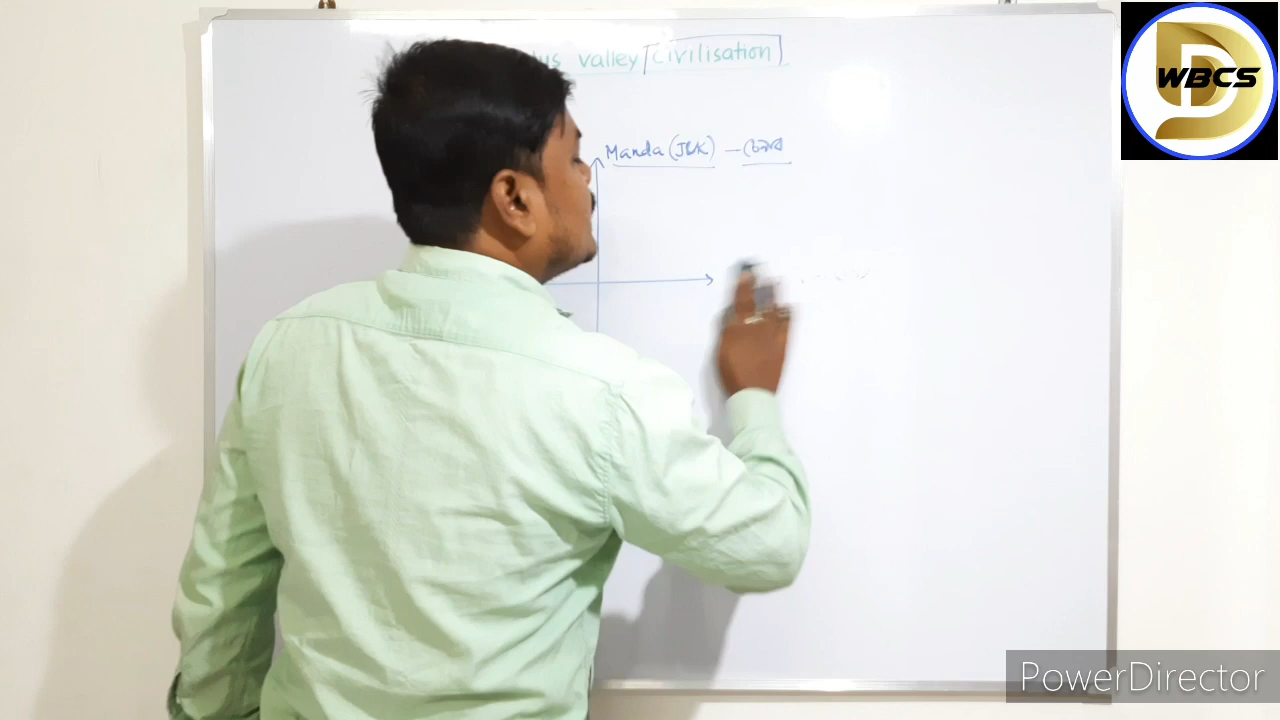 valley Civilisation
Manda (J&K) – চেনাব
WBCS
PowerDirector